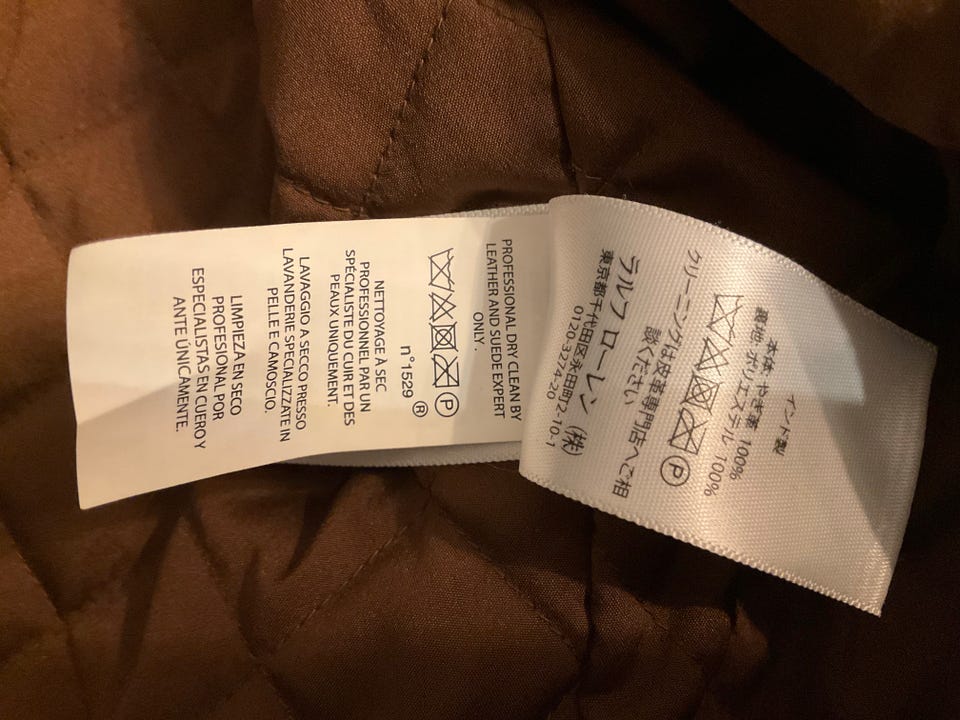 PROFESSIONAL DRY CLEAN BY
LEATHER AND SUEDE EXPERT
ONLY .
P
®
n°1529
NETTOYAGE À SEC
PROFESSIONNEL PAR UN
SPÉCIALISTE DU CUIR ET DES
PEAUX UNIQUEMENT.
LAVAGGIO A SECCO PRESSO
LAVANDERIE SPECIALIZZATE IN
PELLE E CAMOSCIO.
LIMPIEZA EN SECO
PROFESIONAL POR
ESPECIALISTAS EN CUERO Y
ANTE ÚNICAMENTE.
インド製
本体: やぎ革 100%
裏地: ポリエステル 100%
P
クリーニングは皮革専門店へご相
談ください
ラルフ ローレン (株)
東京都千代田区永田町2-10-1
0120-3274-20